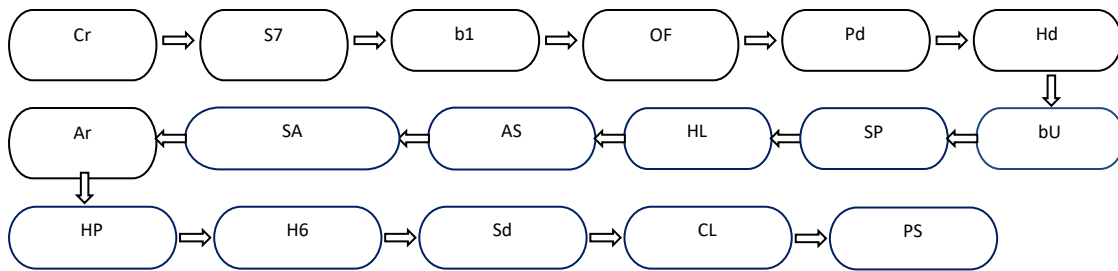 Cr S7 b1 OF Pd Hd
Ar SA AS HL SP bU
HP H6 Sd CL PS